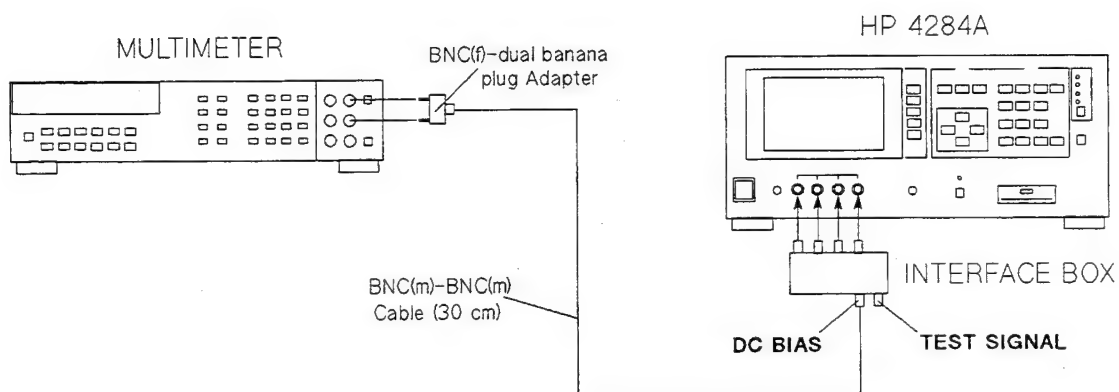 MULTIMETER
BNC(f)-dual banana
plug Adapter
HP 4284A
BNC(m)-BNC(m)
Cable (30 cm)
INTERFACE BOX
DC BIAS
TEST SIGNAL